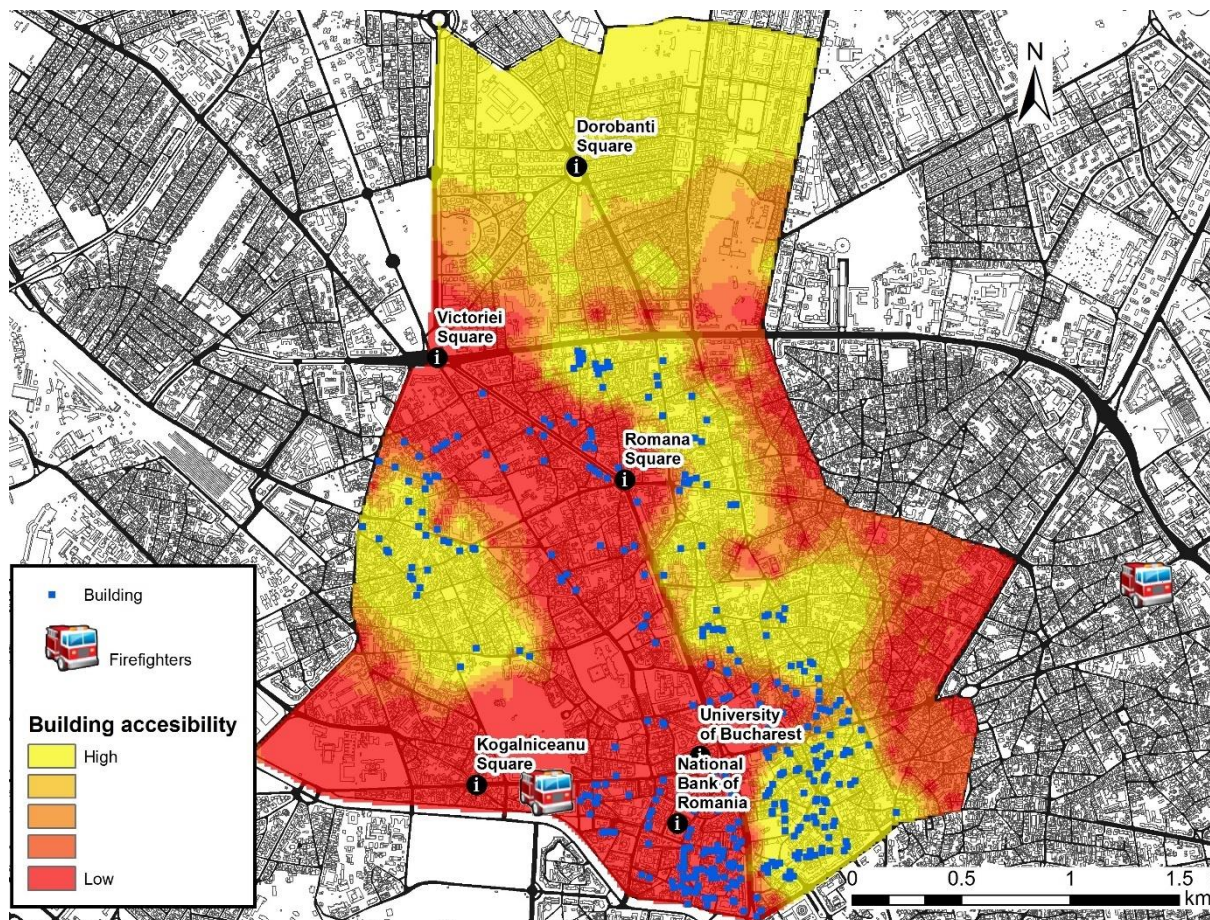 N
Dorobanti
Square
Victoriei
Square
Romana
Square
University
of Bucharest
Kogalniceanu
Square
National
Bank of
Romania
i
i
i
i
i
i
Building
Firefighters
Building accesibility
High
Low
0 0.5 1 1.5
km